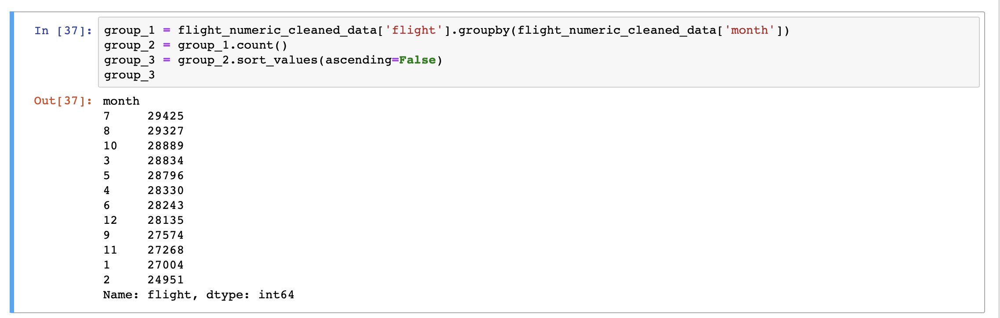 In [37]: group_1 = flight_numeric_cleaned_data['flight'].groupby(flight_numeric_cleaned_data['month'])
group_2 = group_1.count()
group_3 = group_2.sort_values(ascending=False)
group_3
Out[37]: month
7     29425
8     29327
10    28889
3     28834
5     28796
4     28330
6     28243
12    28135
9     27574
11    27268
1     27004
2     24951
Name: flight, dtype: int64